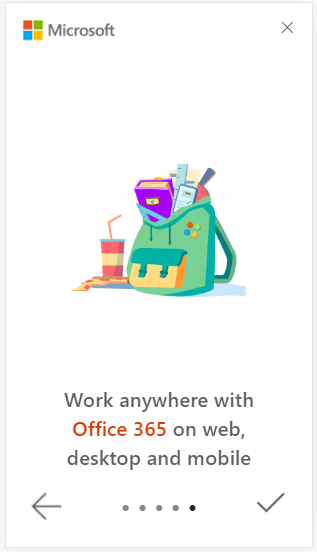 Microsoft
Work anywhere with
Office 365 on web,
desktop and mobile